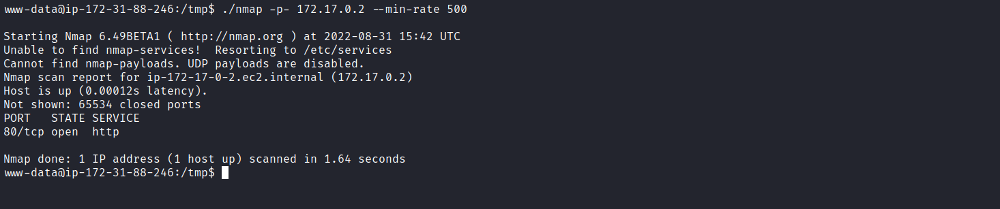 www-data@ip-172-31-88-246:/tmp$ ./nmap -p- 172.17.0.2 --min-rate 500
Starting Nmap 6.49BETA1 ( http://nmap.org ) at 2022-08-31 15:42 UTC
Unable to find nmap-services!  Resorting to /etc/services
Cannot find nmap-payloads. UDP payloads are disabled.
Nmap scan report for ip-172-17-0-2.ec2.internal (172.17.0.2)
Host is up (0.00012s latency).
Not shown: 65534 closed ports
PORT   STATE SERVICE
80/tcp open  http
Nmap done: 1 IP address (1 host up) scanned in 1.64 seconds
www-data@ip-172-31-88-246:/tmp$